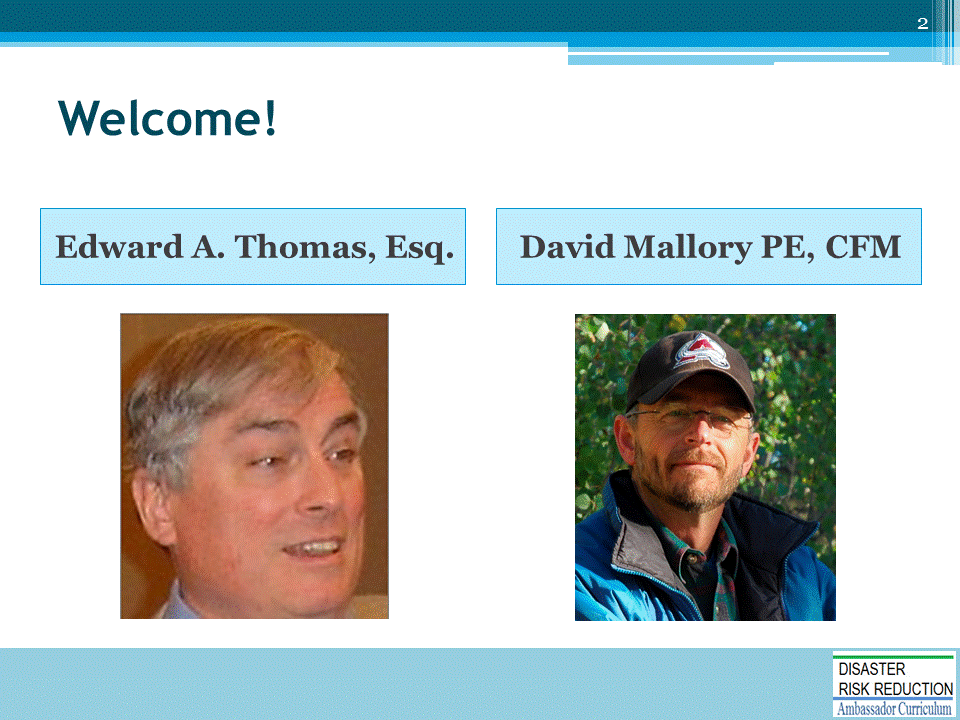 2
Welcome!
Edward A. Thomas, Esq.
David Mallory PE, CFM
DISASTER
RISK REDUCTION
Ambassador Curriculum